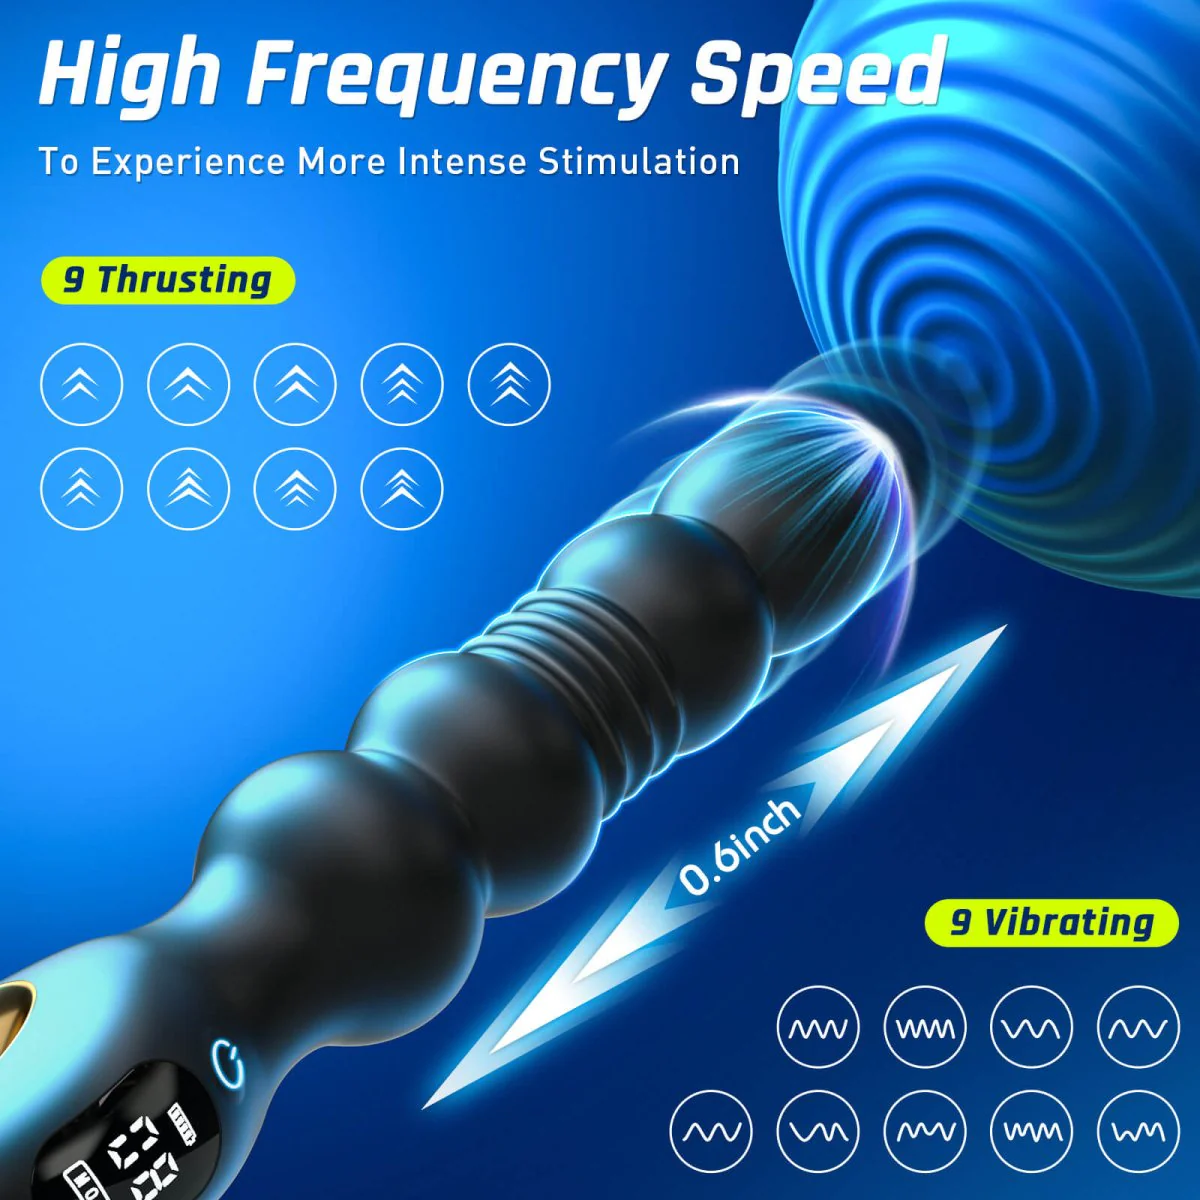 High Frequency Speed
To Experience More Intense Stimulation
9 Thrusting
0.6inch
9 Vibrating